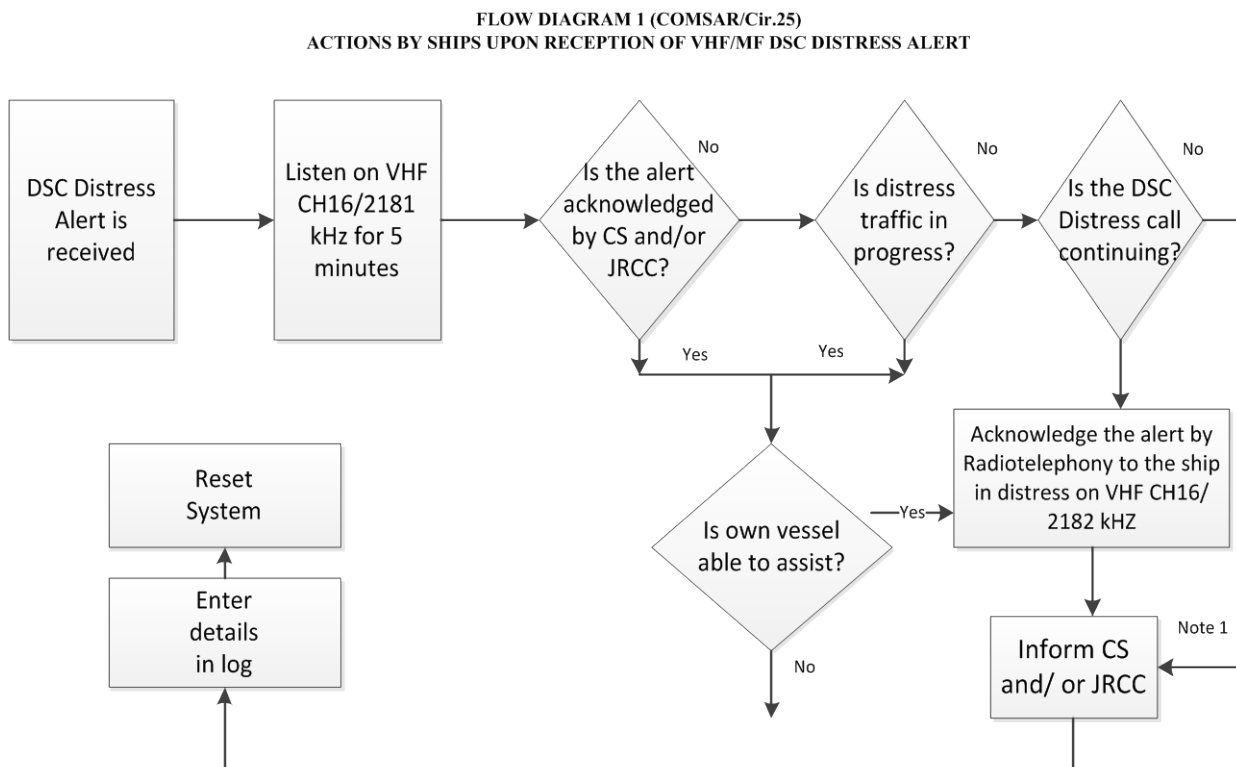 FLOW DIAGRAM 1 (COMSAR/Cir.25)
ACTIONS BY SHIPS UPON RECEPTION OF VHF/MF DSC DISTRESS ALERT
DSC Distress
Alert is
received
Listen on VHF
CH16/2181
kHz for 5
minutes
Is the alert
acknowledged
by CS and/or
JRCC?
No
Is distress
traffic in
progress?
No
Is the DSC
Distress call
continuing?
No
Yes
Yes
Acknowledge the alert by
Radiotelephony to the ship
in distress on VHF CH16/
2182 kHZ
Is own vessel
able to assist?
Yes
No
Reset
System
Enter
details
in log
Inform CS
and/ or JRCC
Note 1